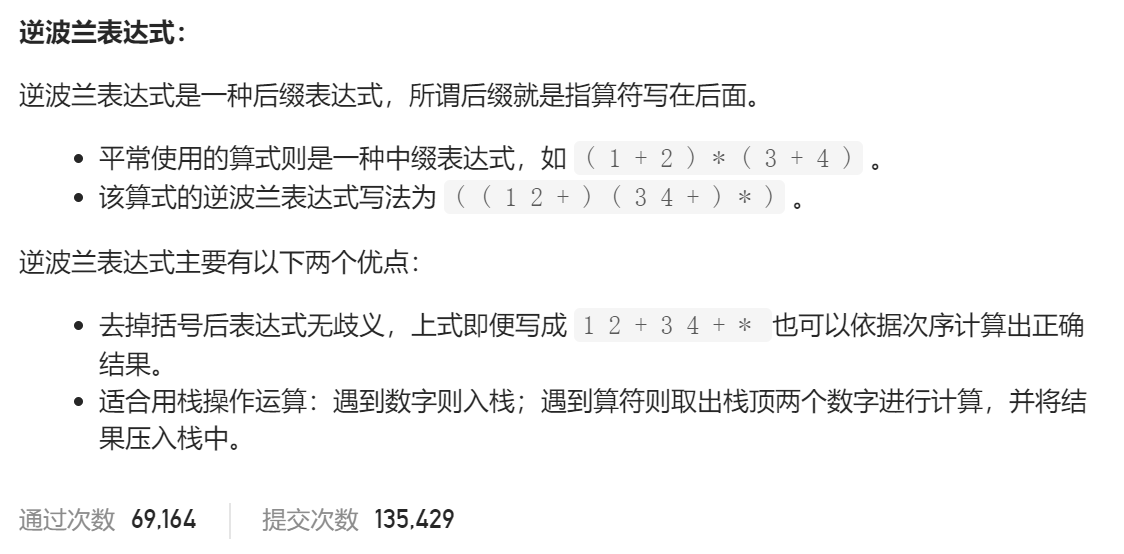 逆波兰表达式：
逆波兰表达式是一种后缀表达式，所谓后缀就是指算符写在后面。
• 平常使用的算式则是一种中缀表达式，如 ( 1 + 2 ) * ( 3 + 4 ) 。
• 该算式的逆波兰表达式写法为 ( ( 1 2 + ) ( 3 4 + ) * ) 。
逆波兰表达式主要有以下两个优点：
• 去掉括号后表达式无歧义，上式即便写成 1 2 + 3 4 + * 也可以依据次序计算出正确
结果。
• 适合用栈操作运算：遇到数字则入栈；遇到算符则取出栈顶两个数字进行计算，并将结
果压入栈中。
通过次数 69,164 提交次数 135,429